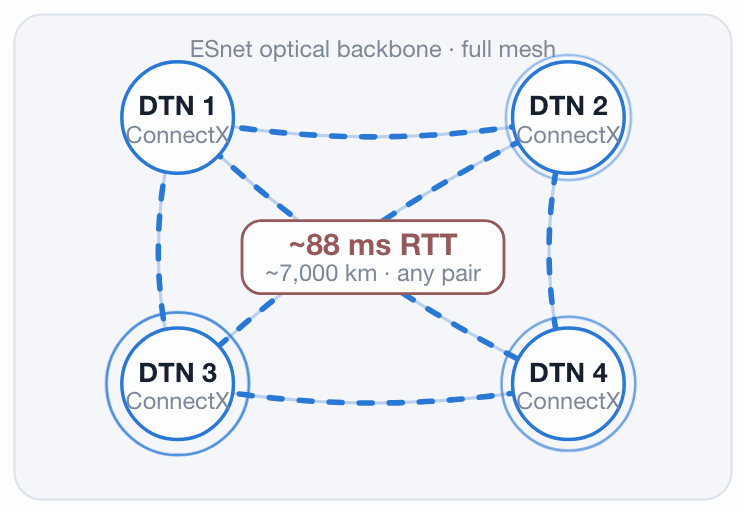 ESnet optical backbone · full mesh
DTN 1
ConnectX
DTN 2
ConnectX
~88 ms RTT
~7,000 km · any pair
DTN 3
ConnectX
DTN 4
ConnectX